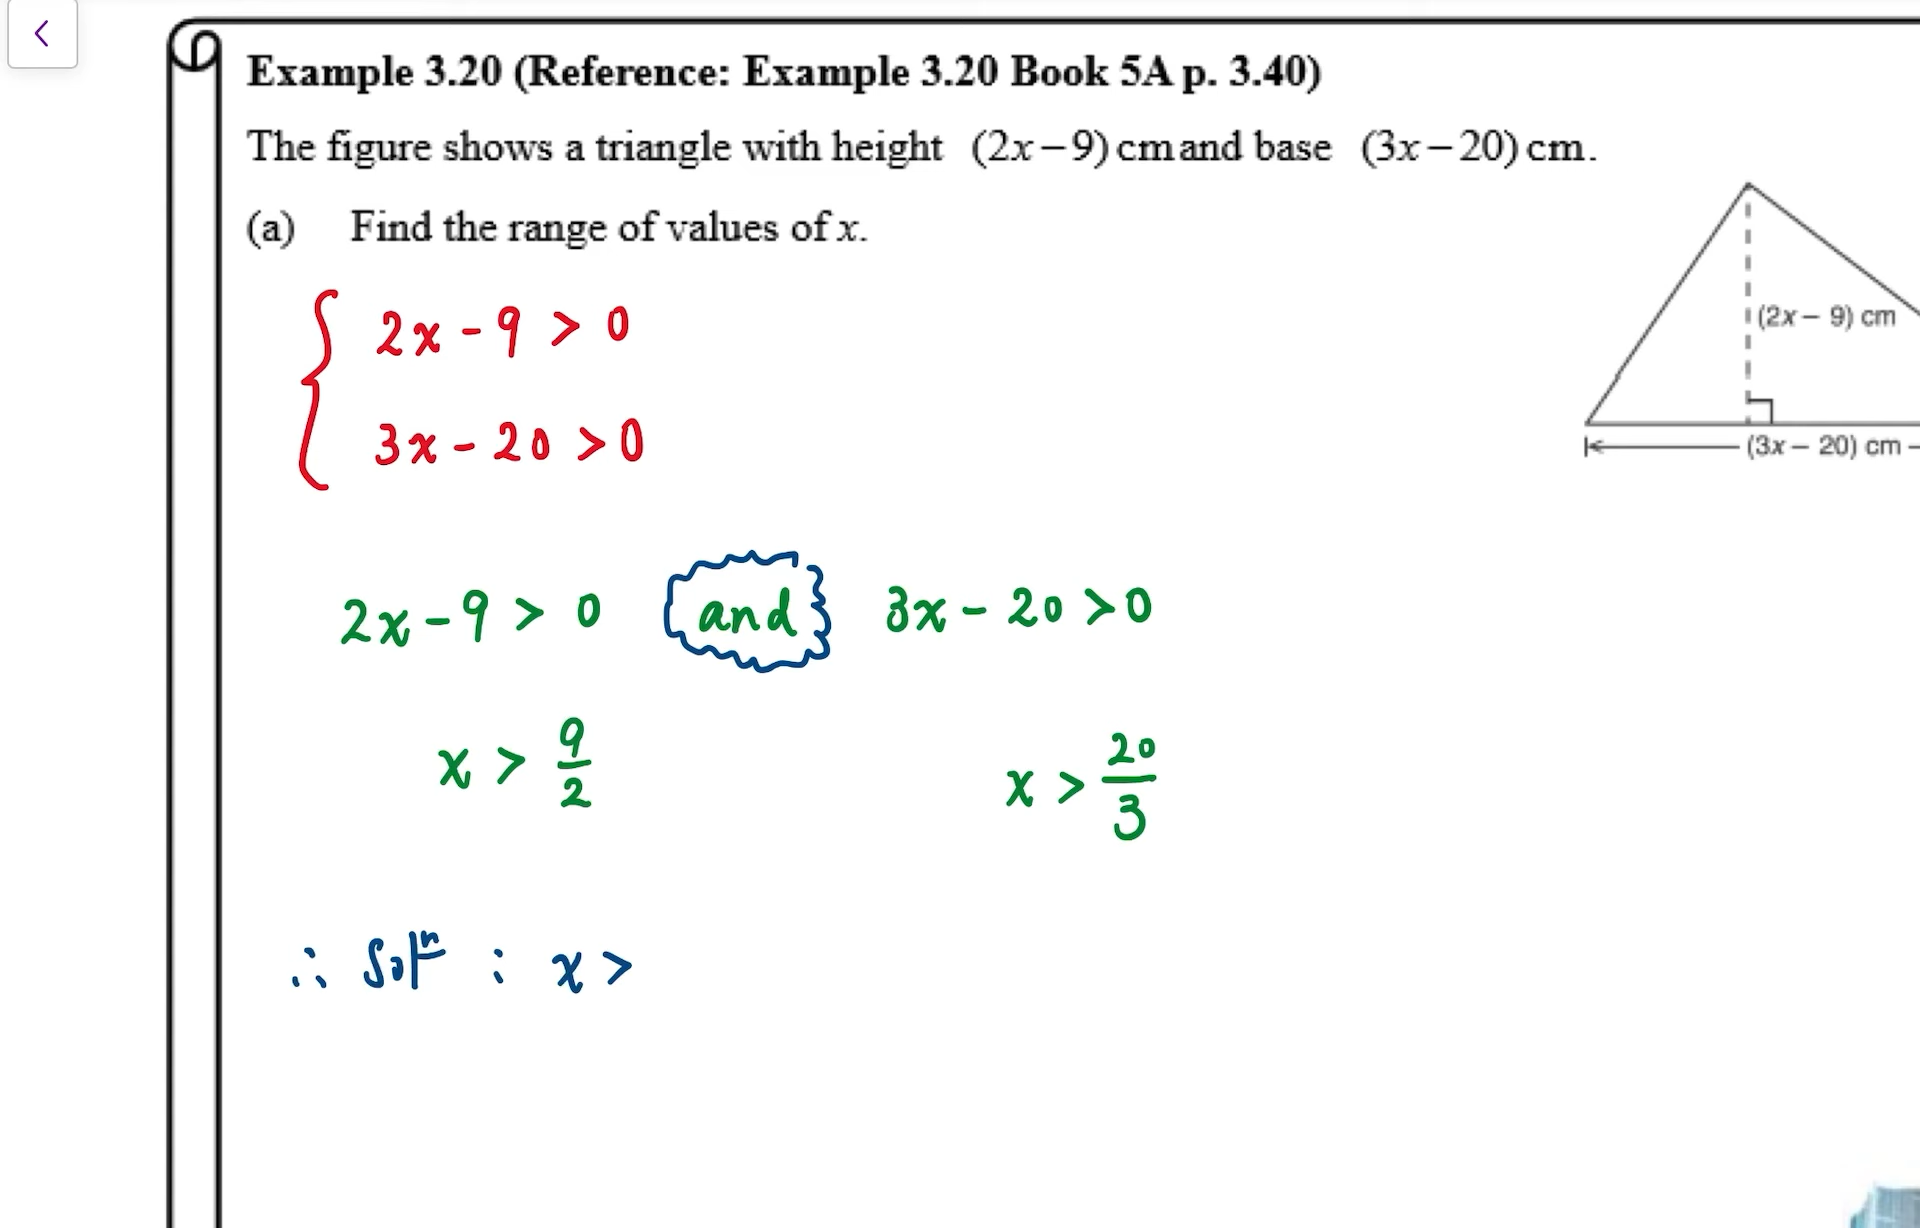 Example 3.20 (Reference: Example 3.20 Book 5A p. 3.40)
The figure shows a triangle with height (2x−9) cm and base (3x−20) cm.
(a) Find the range of values of x.
(2x − 9) cm
(3x − 20) cm
2x - 9 > 0
3x - 20 > 0
2x - 9 > 0 and 3x - 20 > 0
x > 9/2 x > 20/3
∴ Solⁿ : x >